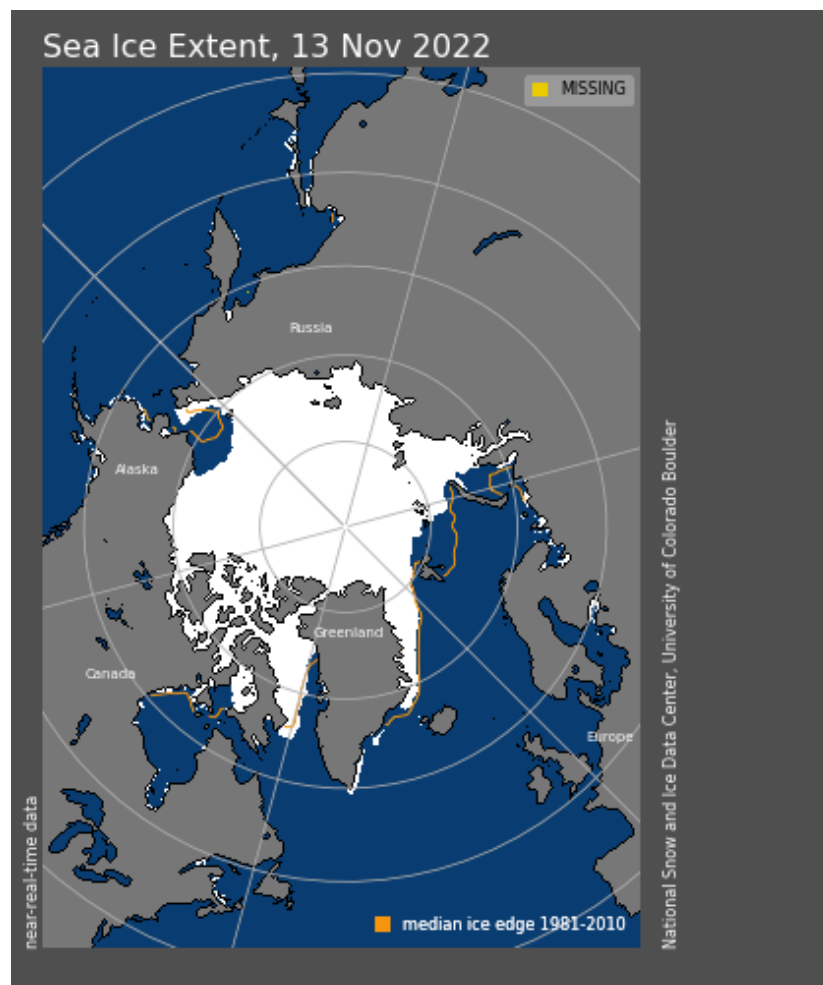 Sea Ice Extent, 13 Nov 2022
MISSING
Russia
Alaska
Greenland
Canada
Europe
near-real-time data
National Snow and Ice Data Center, University of Colorado Boulder
median ice edge 1981-2010